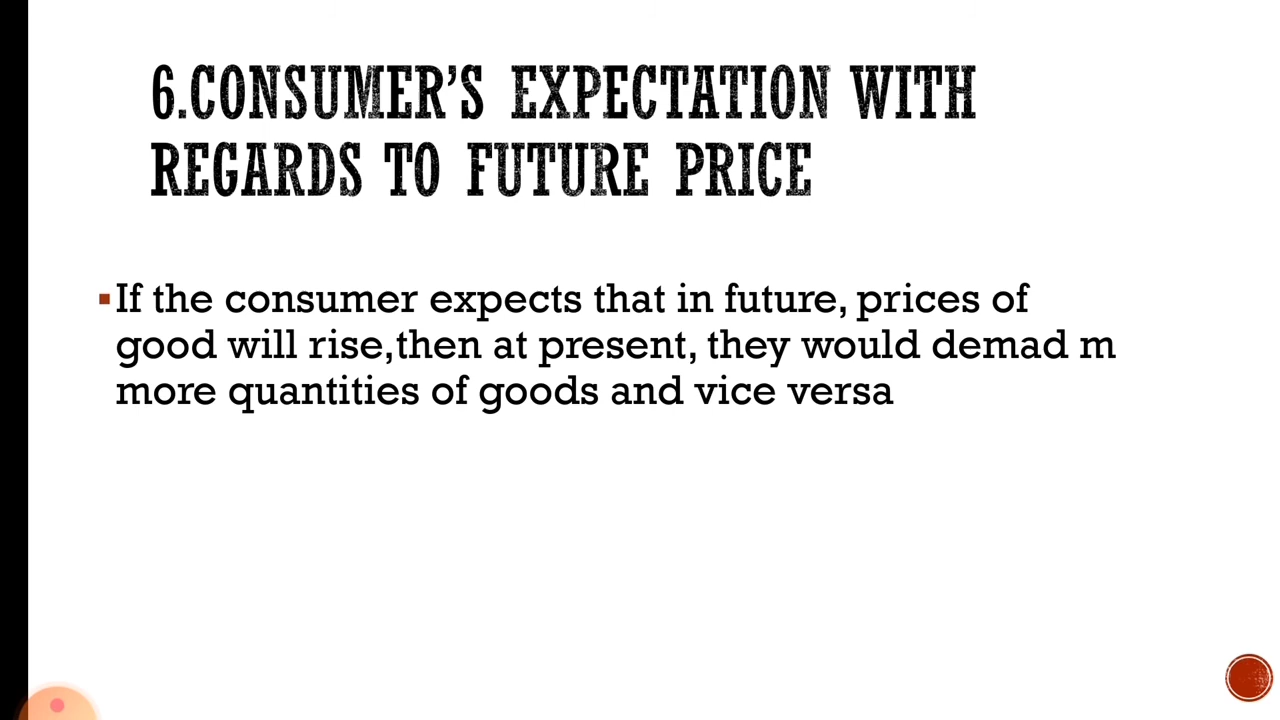 6.CONSUMER'S EXPECTATION WITH
REGARDS TO FUTURE PRICE
If the consumer expects that in future, prices of
good will rise,then at present, they would demad m
more quantities of goods and vice versa